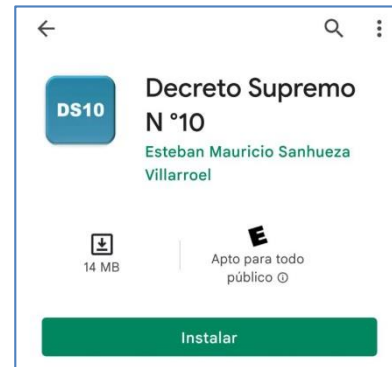 DS10
Decreto Supremo
N °10
Esteban Mauricio Sanhueza
Villarroel
14 MB
E
Apto para todo
público ⓘ
Instalar